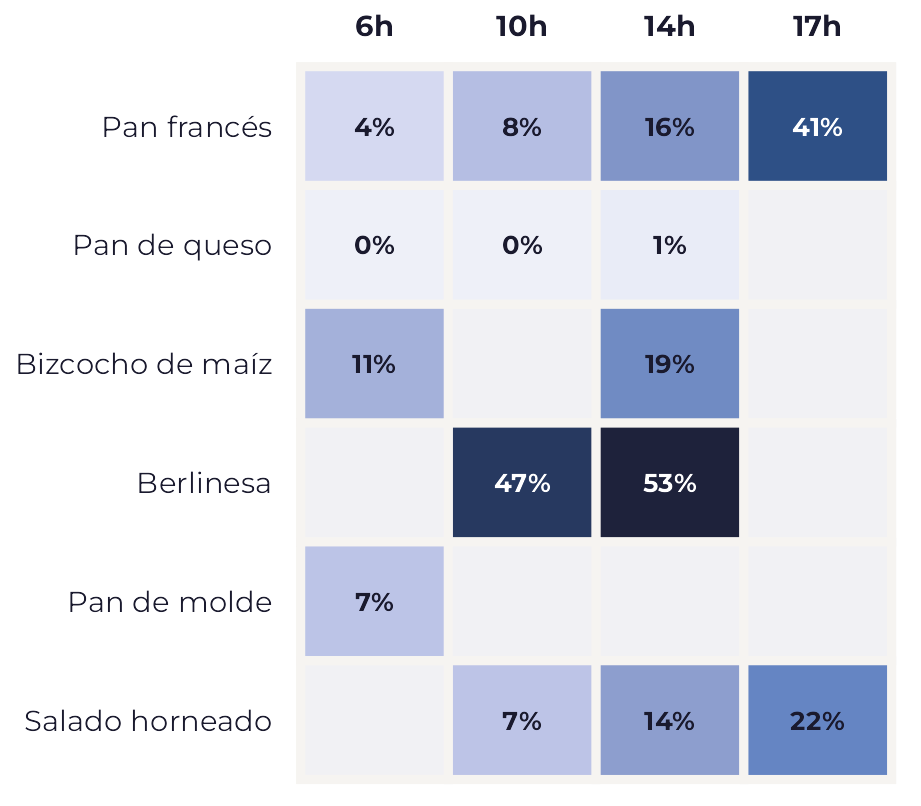 6h 10h 14h 17h
Pan francés 4% 8% 16% 41%
Pan de queso 0% 0% 1%
Bizcocho de maíz 11% 19%
Berlinesa 47% 53%
Pan de molde 7%
Salado horneado 7% 14% 22%